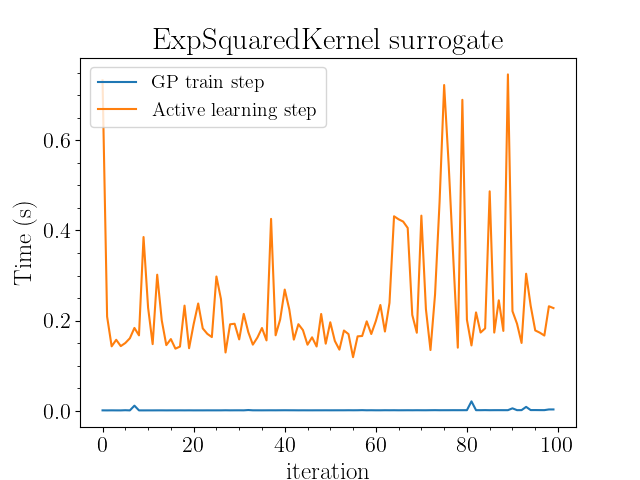 ExpSquaredKernel surrogate
GP train step
Active learning step
Time (s)
0.6
0.4
0.2
0.0
0 20 40 60 80 100
iteration